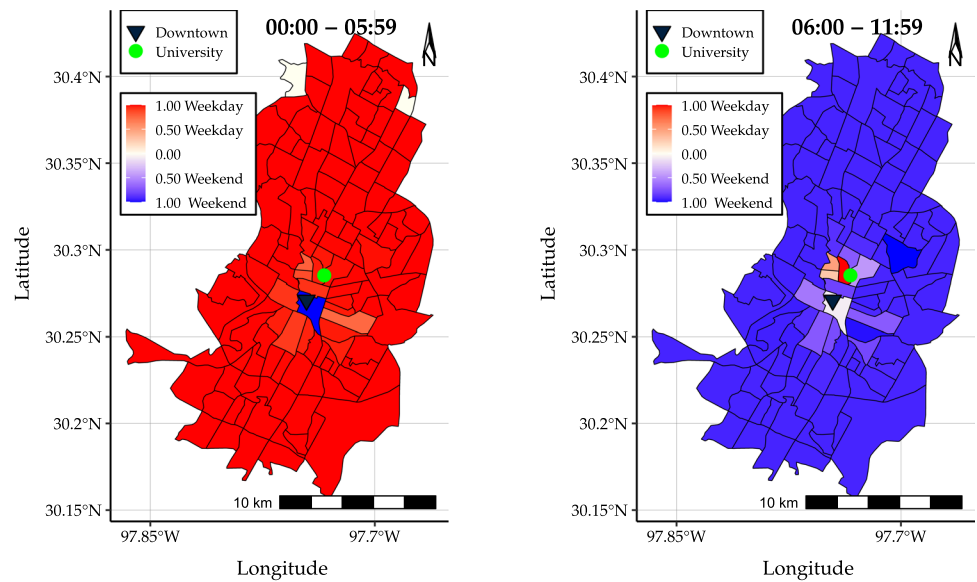 00:00 – 05:59
Downtown
University
1.00 Weekday
0.50 Weekday
0.00
0.50 Weekend
1.00 Weekend
30.4°N
30.35°N
30.3°N
30.25°N
30.2°N
30.15°N
Latitude
10 km
97.85°W
97.7°W
Longitude
06:00 – 11:59
Downtown
University
1.00 Weekday
0.50 Weekday
0.00
0.50 Weekend
1.00 Weekend
30.4°N
30.35°N
30.3°N
30.25°N
30.2°N
30.15°N
Latitude
10 km
97.85°W
97.7°W
Longitude